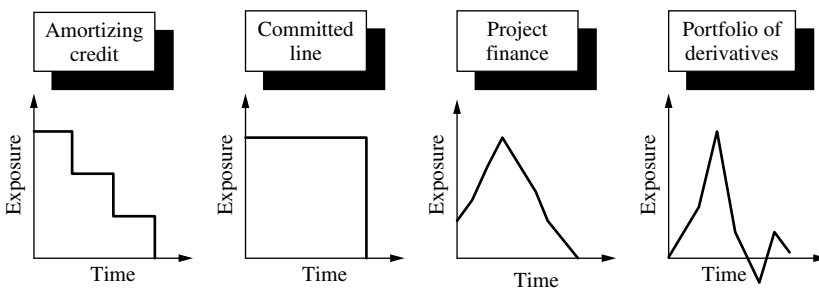 Amortizing
credit
Committed
line
Project
finance
Portfolio of
derivatives
Exposure
Time
Exposure
Time
Exposure
Time
Exposure
Time